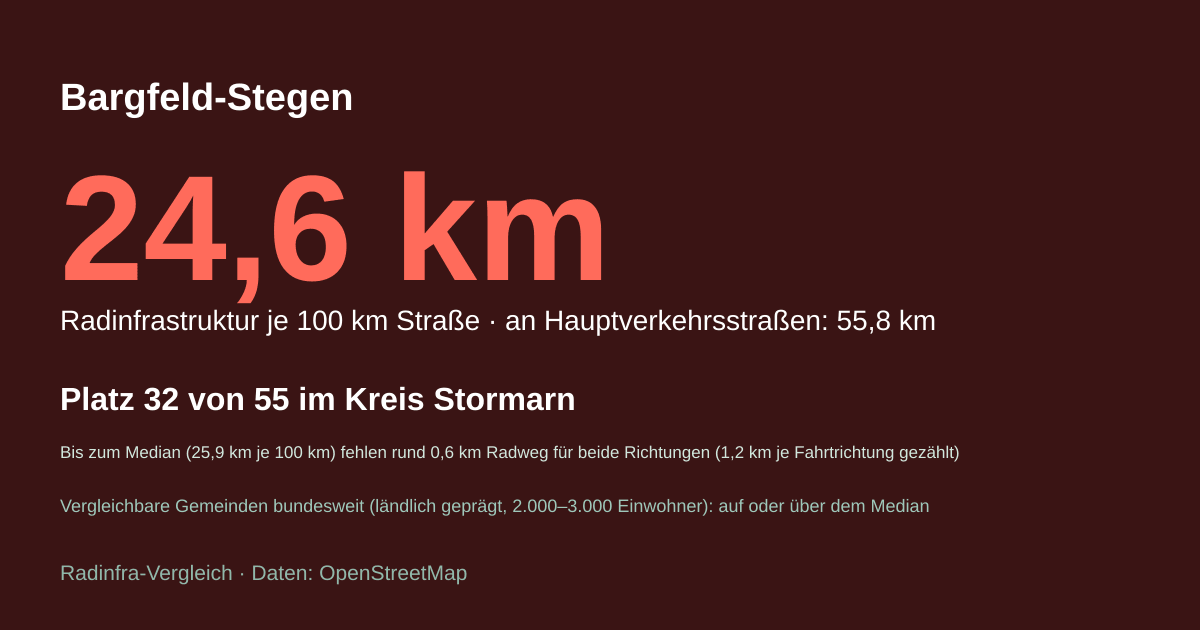 Bargfeld-Stegen
24,6 km
Radinfrastruktur je 100 km Straße · an Hauptverkehrsstraßen: 55,8 km
Platz 32 von 55 im Kreis Stormarn
Bis zum Median (25,9 km je 100 km) fehlen rund 0,6 km Radweg für beide Richtungen (1,2 km je Fahrtrichtung gezählt)
Vergleichbare Gemeinden bundesweit (ländlich geprägt, 2.000–3.000 Einwohner): auf oder über dem Median
Radinfra-Vergleich · Daten: OpenStreetMap